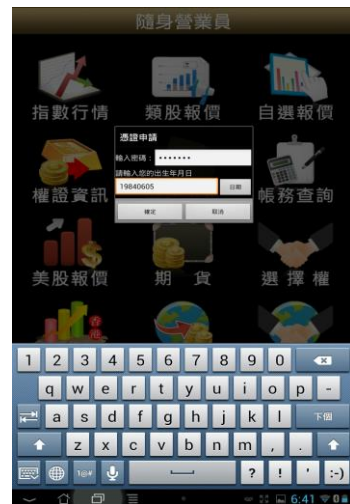 隨身營業員
指數行情 類股報價 自選報價
憑證申請
輸入密碼： •••••••
請輸入您的出生年月日
19840605 日期
確定 取消
權證資訊 帳務查詢
美股報價 期 貨 選 擇 權
香港
1 2 3 4 5 6 7 8 9 0
q w e r t y u i o p -
a s d f g h j k l 下個
z x c v b n m , .
1@# ? ! ' :-)
6:41